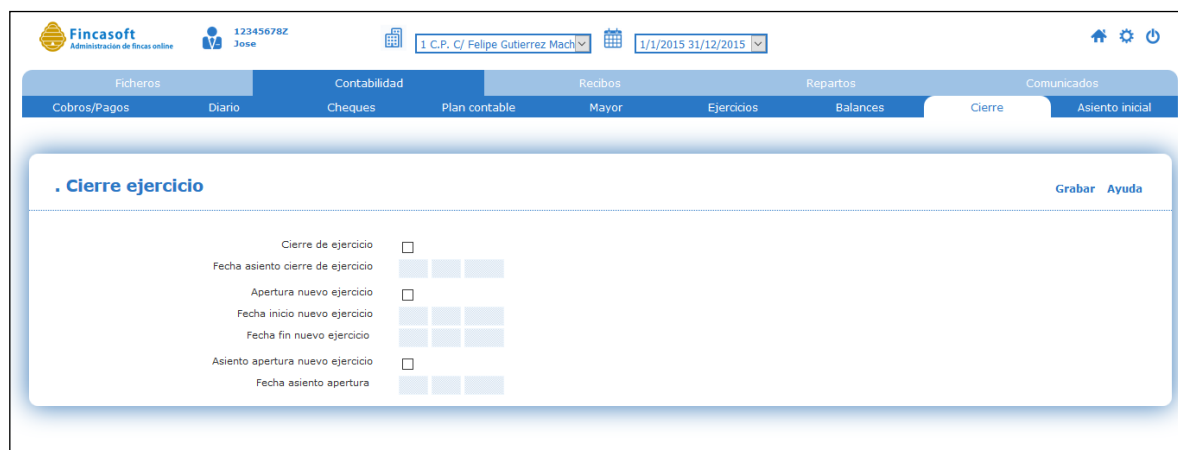 Fincasoft
Administracion de fincas online
12345678Z
Jose
1 C.P. C/ Felipe Gutierrez Mach
1/1/2015 31/12/2015
Ficheros Contabilidad Recibos Repartos Comunicados
Cobros/Pagos Diario Cheques Plan contable Mayor Ejercicios Balances Cierre Asiento inicial
. Cierre ejercicio
Grabar Ayuda
Cierre de ejercicio
Fecha asiento cierre de ejercicio
Apertura nuevo ejercicio
Fecha inicio nuevo ejercicio
Fecha fin nuevo ejercicio
Asiento apertura nuevo ejercicio
Fecha asiento apertura